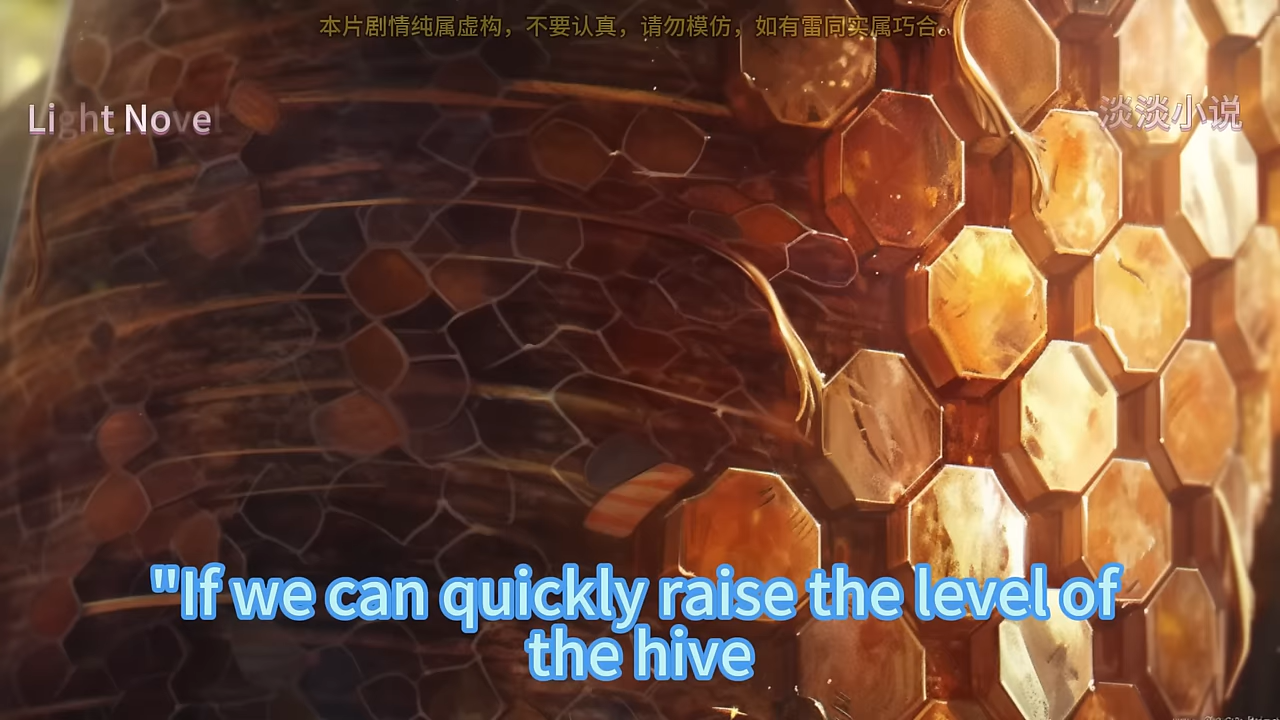 本片剧情纯属虚构，不要认真，请勿模仿，如有雷同实属巧合。
Light Novel
淡淡小说
"If we can quickly raise the level of
the hive